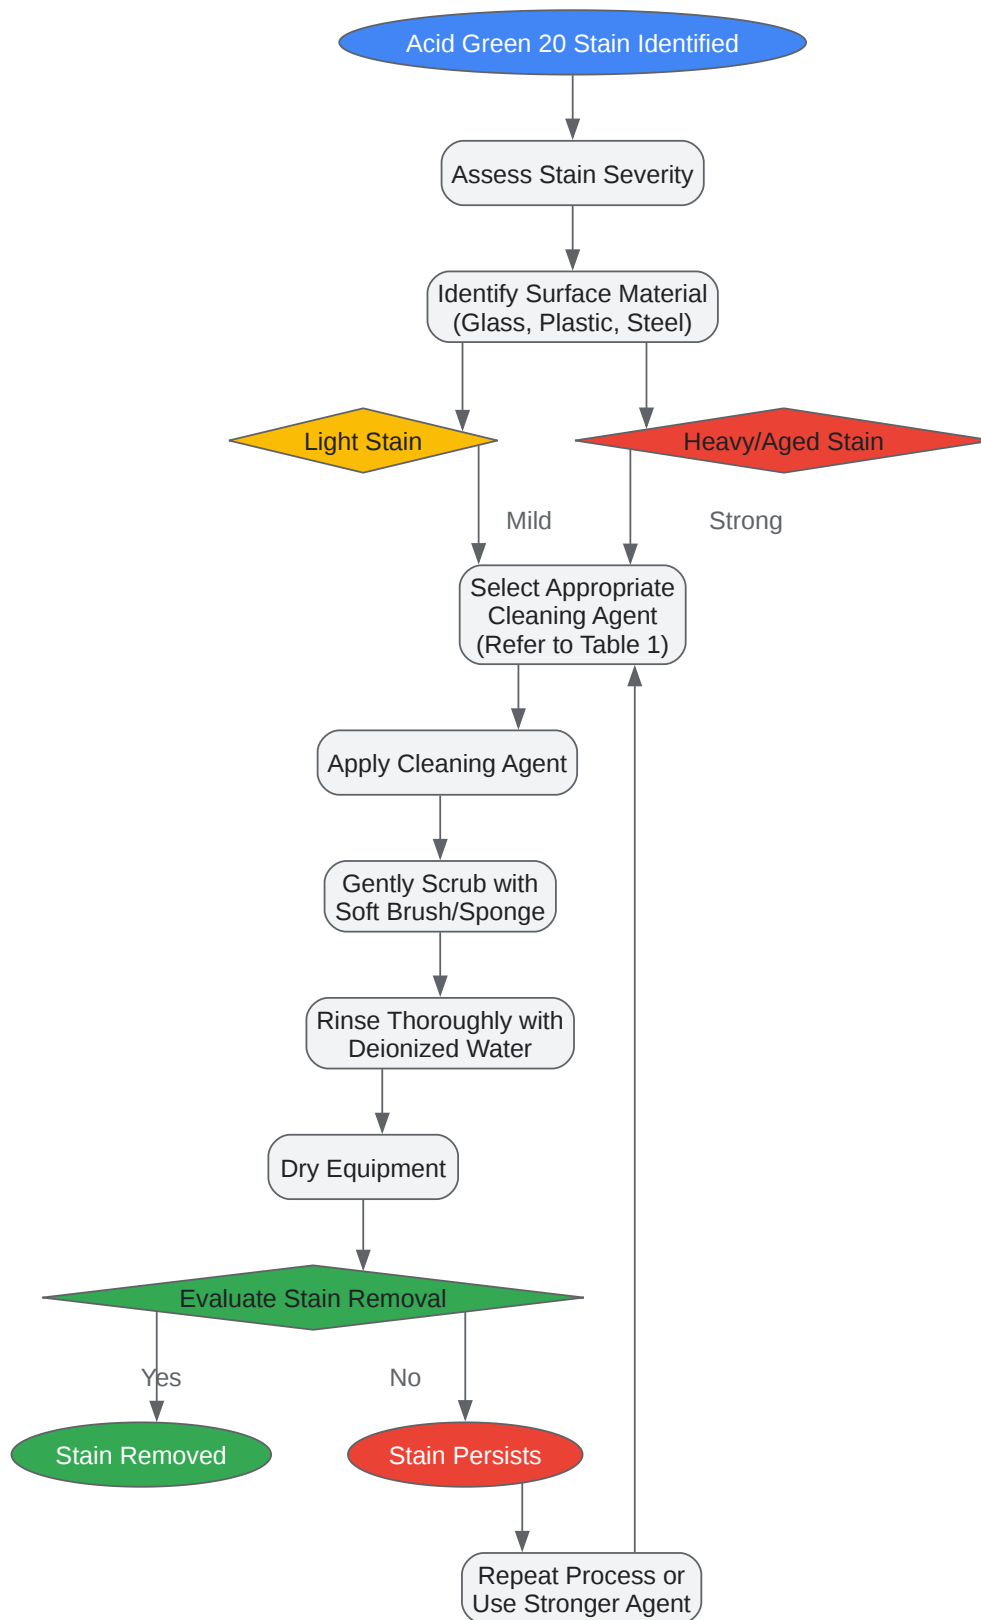 Acid Green 20 Stain Identified
Assess Stain Severity
Identify Surface Material
(Glass, Plastic, Steel)
Light Stain
Heavy/Aged Stain
Mild
Strong
Select Appropriate
Cleaning Agent
(Refer to Table 1)
Apply Cleaning Agent
Gently Scrub with
Soft Brush/Sponge
Rinse Thoroughly with
Deionized Water
Dry Equipment
Evaluate Stain Removal
Yes
No
Stain Removed
Stain Persists
Repeat Process or
Use Stronger Agent